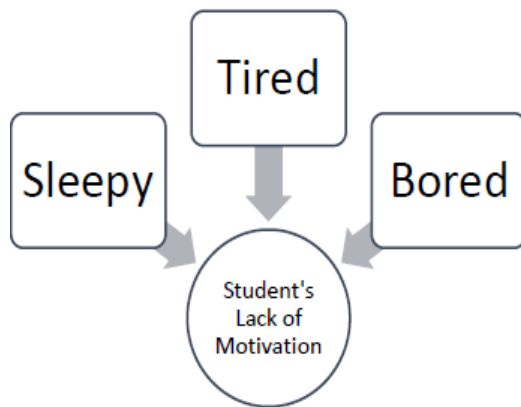 Tired
Sleepy
Bored
Student's
Lack of
Motivation